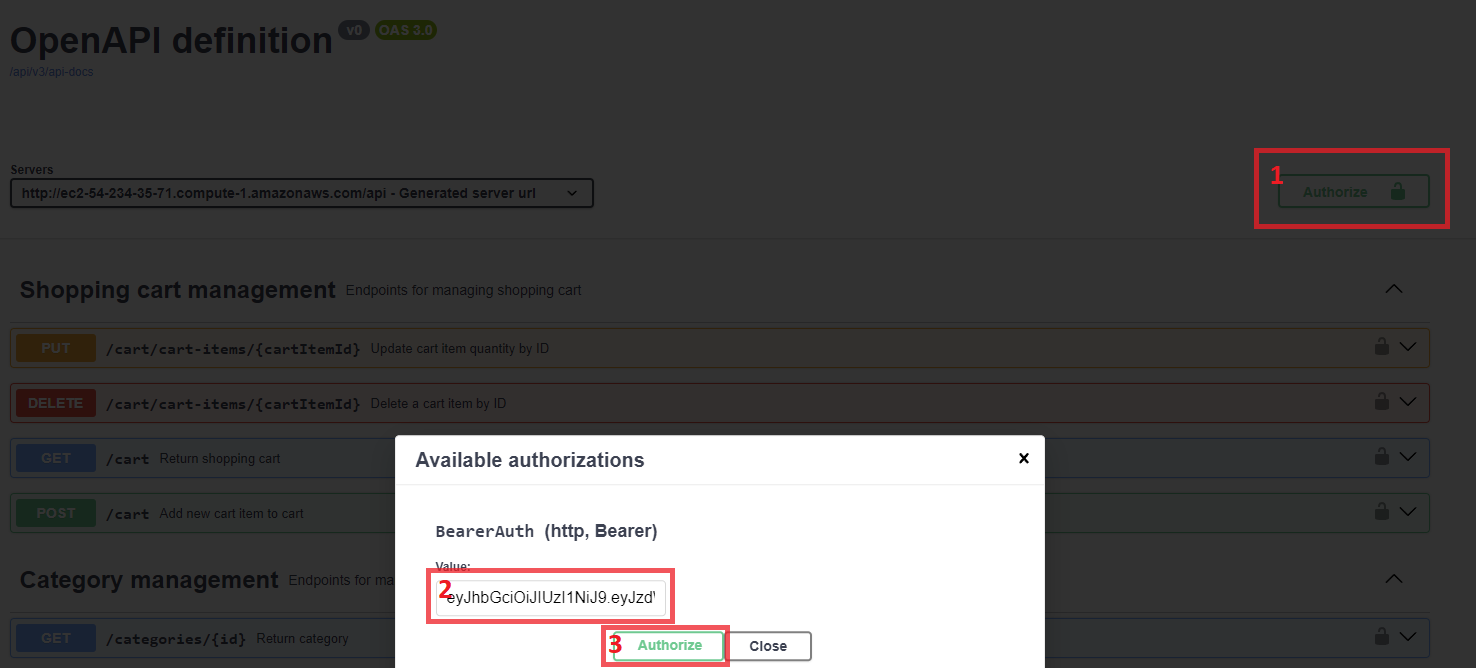 OpenAPI definition v0 OAS 3.0
/api/v3/api-docs
Servers
http://ec2-54-234-35-71.compute-1.amazonaws.com/api - Generated server url
1
Authorize
Shopping cart management Endpoints for managing shopping cart
PUT /cart/cart-items/{cartItemId} Update cart item quantity by ID
DELETE /cart/cart-items/{cartItemId} Delete a cart item by ID
GET /cart Return shopping cart
POST /cart Add new cart item to cart
Category management Endpoints for ma
GET /categories/{id} Return category
Available authorizations
BearerAuth (http, Bearer)
Value:
2
eyJhbGciOiJIUzI1NiJ9.eyJzdW
3
Authorize
Close